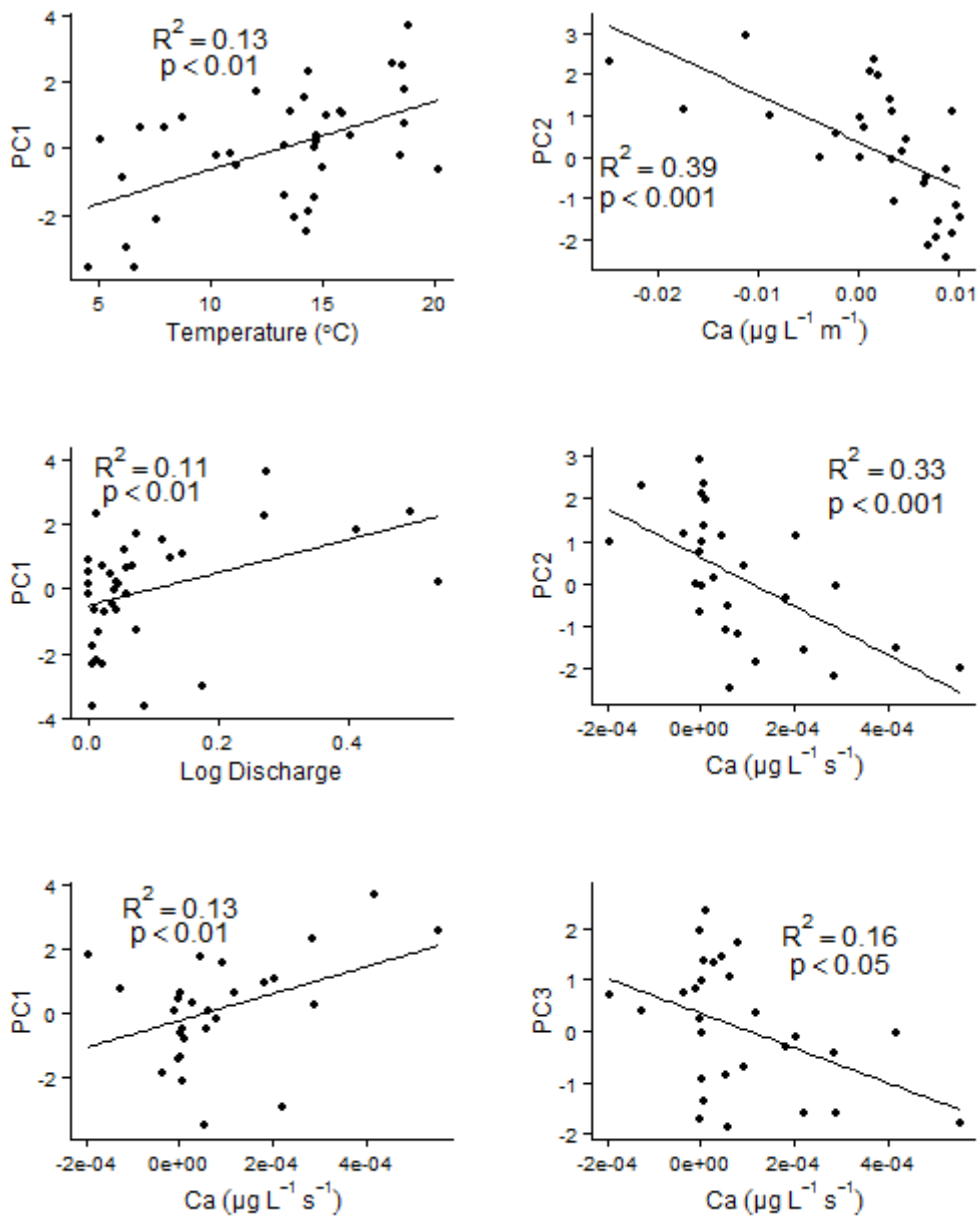 4
2
0
-2
PC1
R² = 0.13
p < 0.01
5
10
15
20
Temperature (°C)
3
2
1
0
-1
-2
PC2
R² = 0.39
p < 0.001
-0.02
-0.01
0.00
0.01
Ca (µg L⁻¹ m⁻¹)
4
2
0
-2
-4
PC1
R² = 0.11
p < 0.01
0.0
0.2
0.4
Log Discharge
3
2
1
0
-1
-2
PC2
R² = 0.33
p < 0.001
-2e-04
0e+00
2e-04
4e-04
Ca (µg L⁻¹ s⁻¹)
4
2
0
-2
PC1
R² = 0.13
p < 0.01
-2e-04
0e+00
2e-04
4e-04
Ca (µg L⁻¹ s⁻¹)
2
1
0
-1
-2
PC3
R² = 0.16
p < 0.05
-2e-04
0e+00
2e-04
4e-04
Ca (µg L⁻¹ s⁻¹)